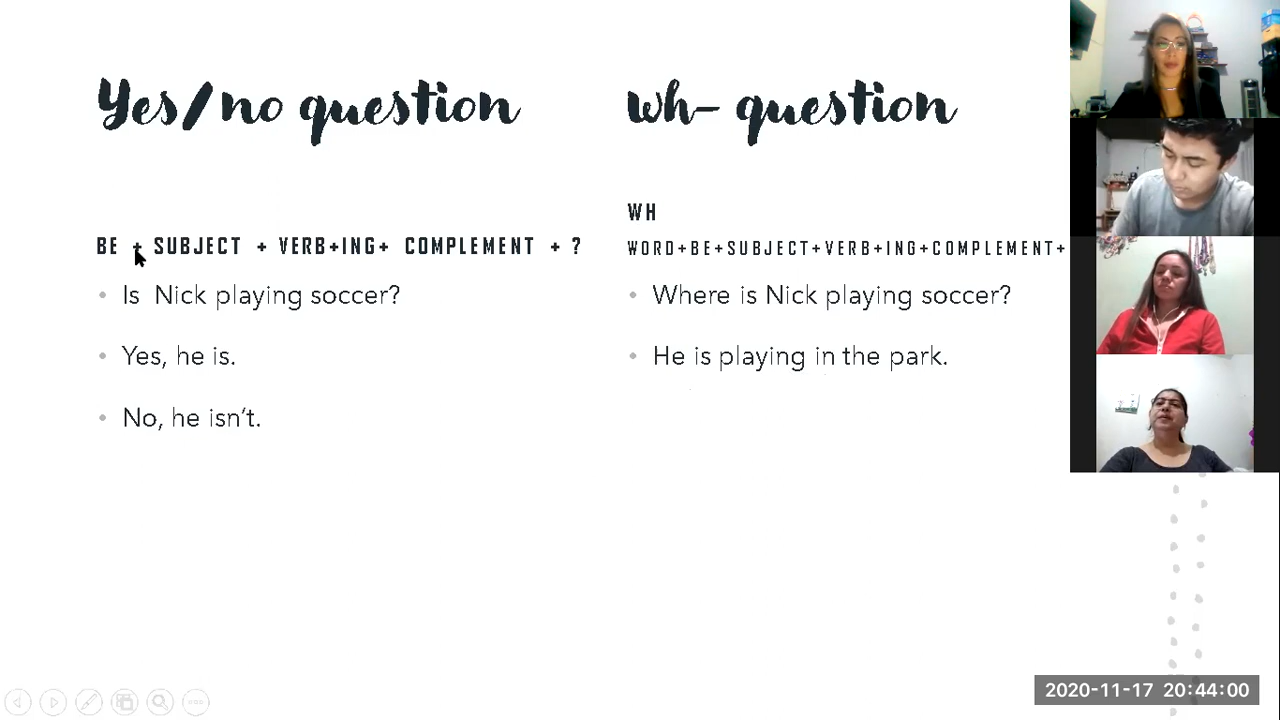 Yes/no question
BE + SUBJECT + VERB+ING+ COMPLEMENT + ?
• Is Nick playing soccer?
• Yes, he is.
• No, he isn't.
wh- question
WH
WORD+BE+SUBJECT+VERB+ING+COMPLEMENT+
• Where is Nick playing soccer?
• He is playing in the park.
2020-11-17 20:44:00